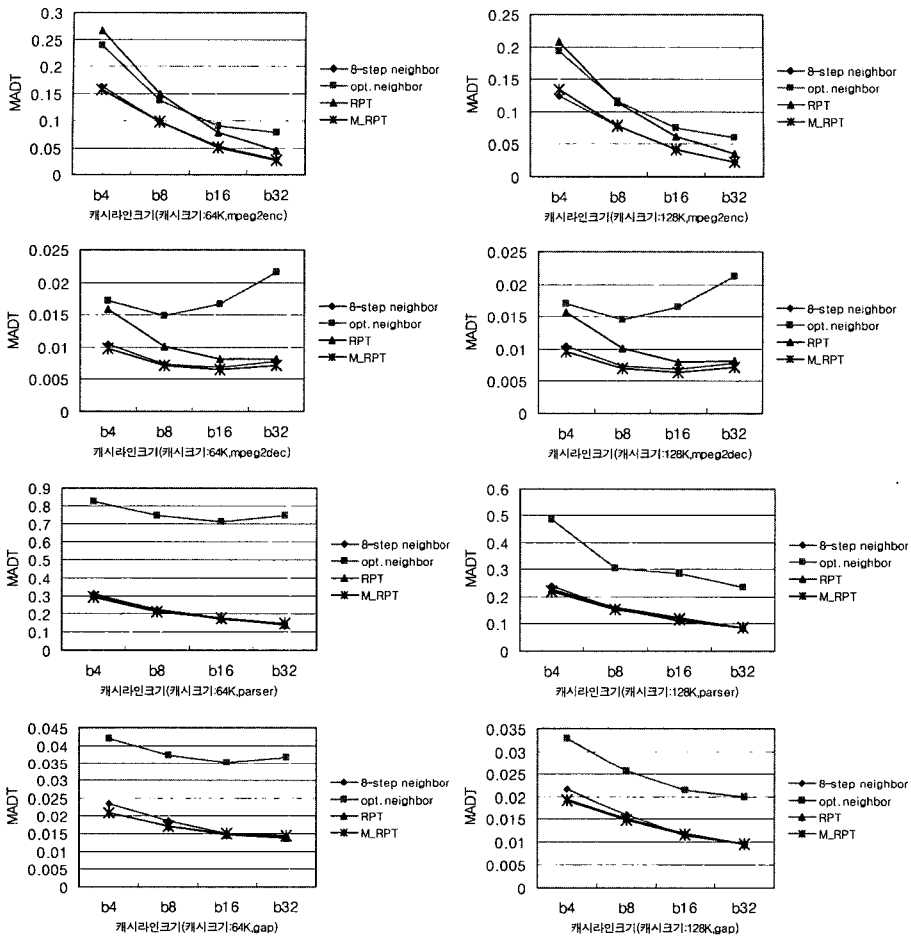 0.3
0.25
0.2
0.15
0.1
0.05
0
MADT
b4 b8 b16 b32
캐시라인크기(캐시크기:64K,mpeg2enc)
8-step neighbor
opt. neighbor
RPT
M_RPT
0.25
0.2
0.15
0.1
0.05
0
MADT
b4 b8 b16 b32
캐시라인크기(캐시크기:128K,mpeg2enc)
8-step neighbor
opt. neighbor
RPT
M_RPT
0.025
0.02
0.015
0.01
0.005
0
MADT
b4 b8 b16 b32
캐시라인크기(캐시크기:64K,mpeg2dec)
8-step neighbor
opt. neighbor
RPT
M_RPT
0.025
0.02
0.015
0.01
0.005
0
MADT
b4 b8 b16 b32
캐시라인크기(캐시크기:128K,mpeg2dec)
8-step neighbor
opt. neighbor
RPT
M_RPT
0.9
0.8
0.7
0.6
0.5
0.4
0.3
0.2
0.1
0
MADT
b4 b8 b16 b32
캐시라인크기(캐시크기:64K,parser)
8-step neighbor
opt. neighbor
RPT
M_RPT
0.6
0.5
0.4
0.3
0.2
0.1
0
MADT
b4 b8 b16 b32
캐시라인크기(캐시크기:128K,parser)
8-step neighbor
opt. neighbor
RPT
M_RPT
0.045
0.04
0.035
0.03
0.025
0.02
0.015
0.01
0.005
0
MADT
b4 b8 b16 b32
캐시라인크기(캐시크기:64K,gap)
8-step neighbor
opt. neighbor
RPT
M_RPT
0.035
0.03
0.025
0.02
0.015
0.01
0.005
0
MADT
b4 b8 b16 b32
캐시라인크기(캐시크기:128K,gap)
8-step neighbor
opt. neighbor
RPT
M_RPT